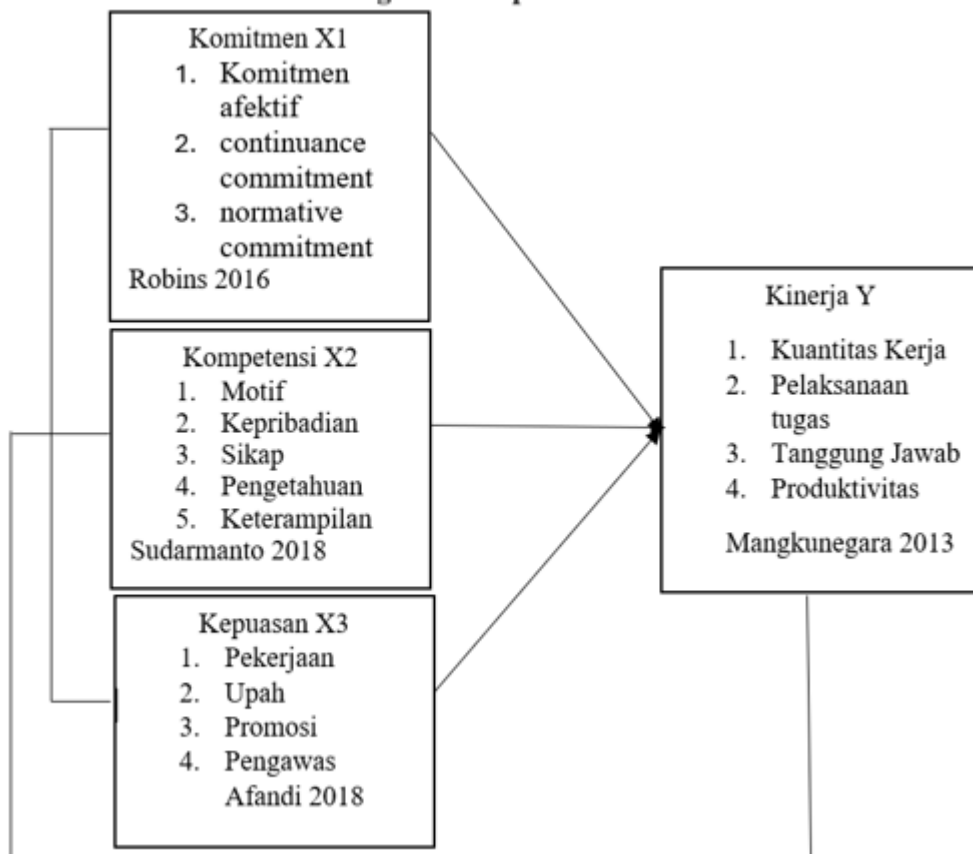 Komitmen X1
1. Komitmen
afektif
2. continuance
commitment
3. normative
commitment
Robins 2016
Kompetensi X2
1. Motif
2. Kepribadian
3. Sikap
4. Pengetahuan
5. Keterampilan
Sudarmanto 2018
Kepuasan X3
1. Pekerjaan
2. Upah
3. Promosi
4. Pengawas
Afandi 2018
Kinerja Y
1. Kuantitas Kerja
2. Pelaksanaan
tugas
3. Tanggung Jawab
4. Produktivitas
Mangkunegara 2013